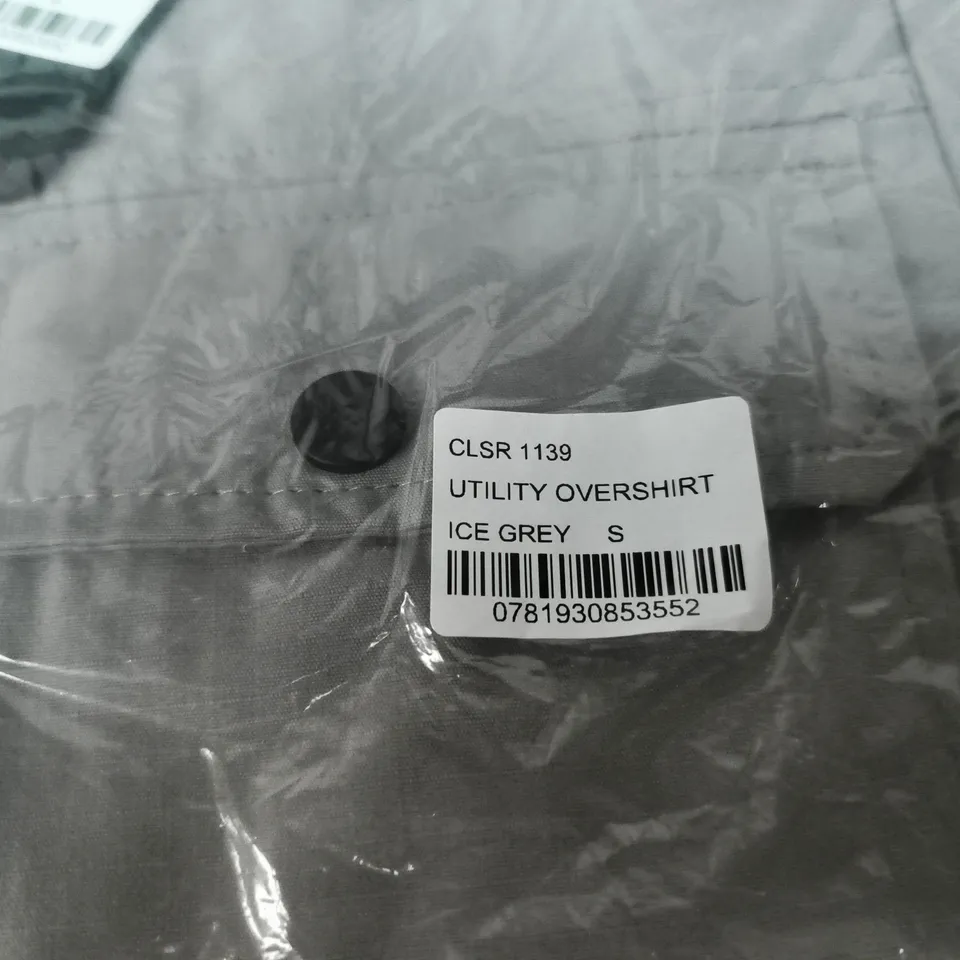 CLSR 1139
UTILITY OVERSHIRT
ICE GREY S
0781930853552